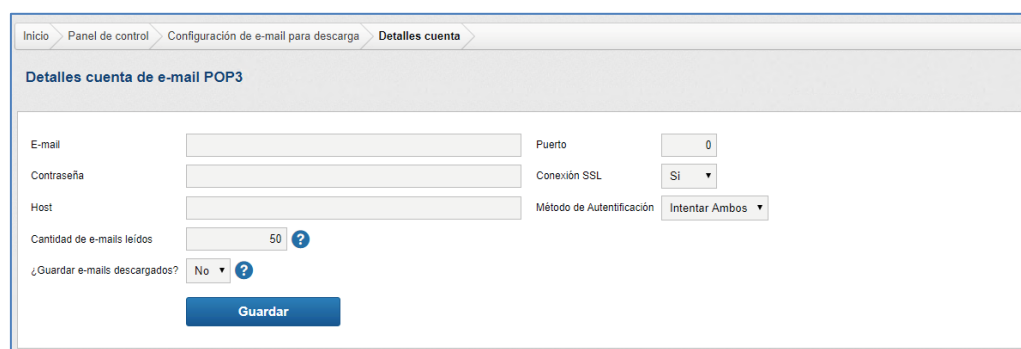 Inicio Panel de control Configuración de e-mail para descarga Detalles cuenta
Detalles cuenta de e-mail POP3
E-mail Puerto 0
Contraseña Conexión SSL Si
Host Método de Autentificación Intentar Ambos
Cantidad de e-mails leídos 50 ?
¿Guardar e-mails descargados? No ?
Guardar